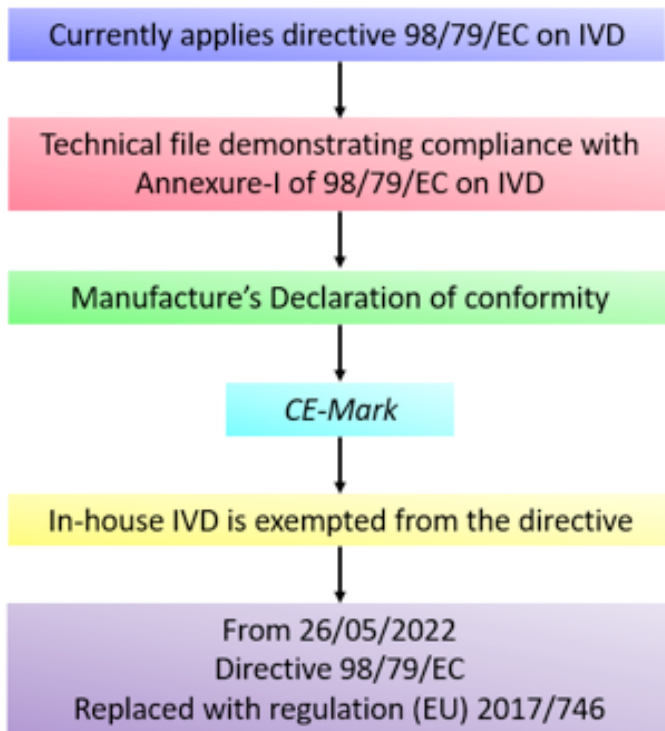 Currently applies directive 98/79/EC on IVD
Technical file demonstrating compliance with
Annexure-I of 98/79/EC on IVD
Manufacture's Declaration of conformity
CE-Mark
In-house IVD is exempted from the directive
From 26/05/2022
Directive 98/79/EC
Replaced with regulation (EU) 2017/746